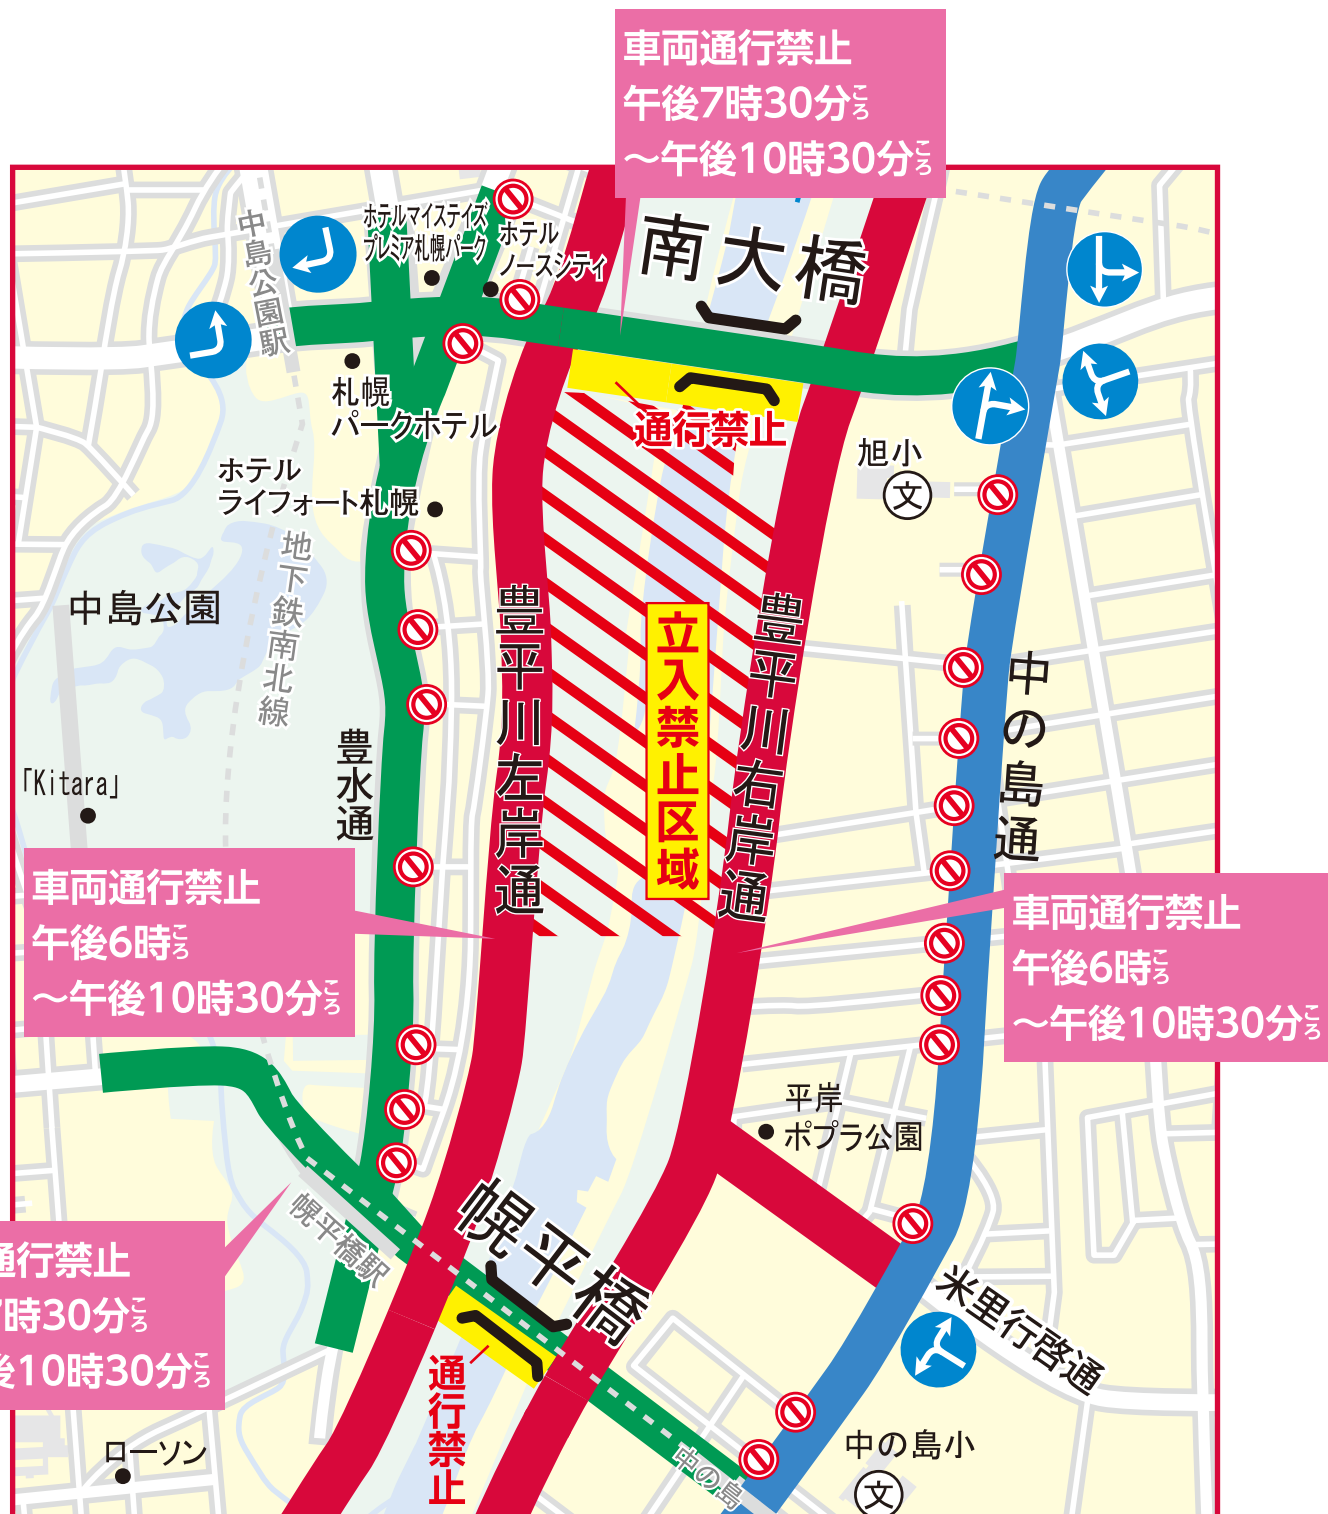 車両通行禁止
午後7時30分ころ
～午後10時30分ころ
ホテルマイステイズ
プレミア札幌パーク
ホテル
ノースシティ
中島公園駅
南大橋
札幌
パークホテル
通行禁止
旭小
文
ホテル
ライフォート札幌
地下鉄南北線
中島公園
豊平川左岸通
立入禁止区域
豊平川右岸通
中の島通
豊水通
「Kitara」
車両通行禁止
午後6時ころ
～午後10時30分ころ
車両通行禁止
午後6時ころ
～午後10時30分ころ
平岸
ポプラ公園
幌平橋
幌平橋駅
通行禁止
7時30分ころ
後10時30分ころ
米里行啓通
通行禁止
ローソン
中の島
中の島小
文